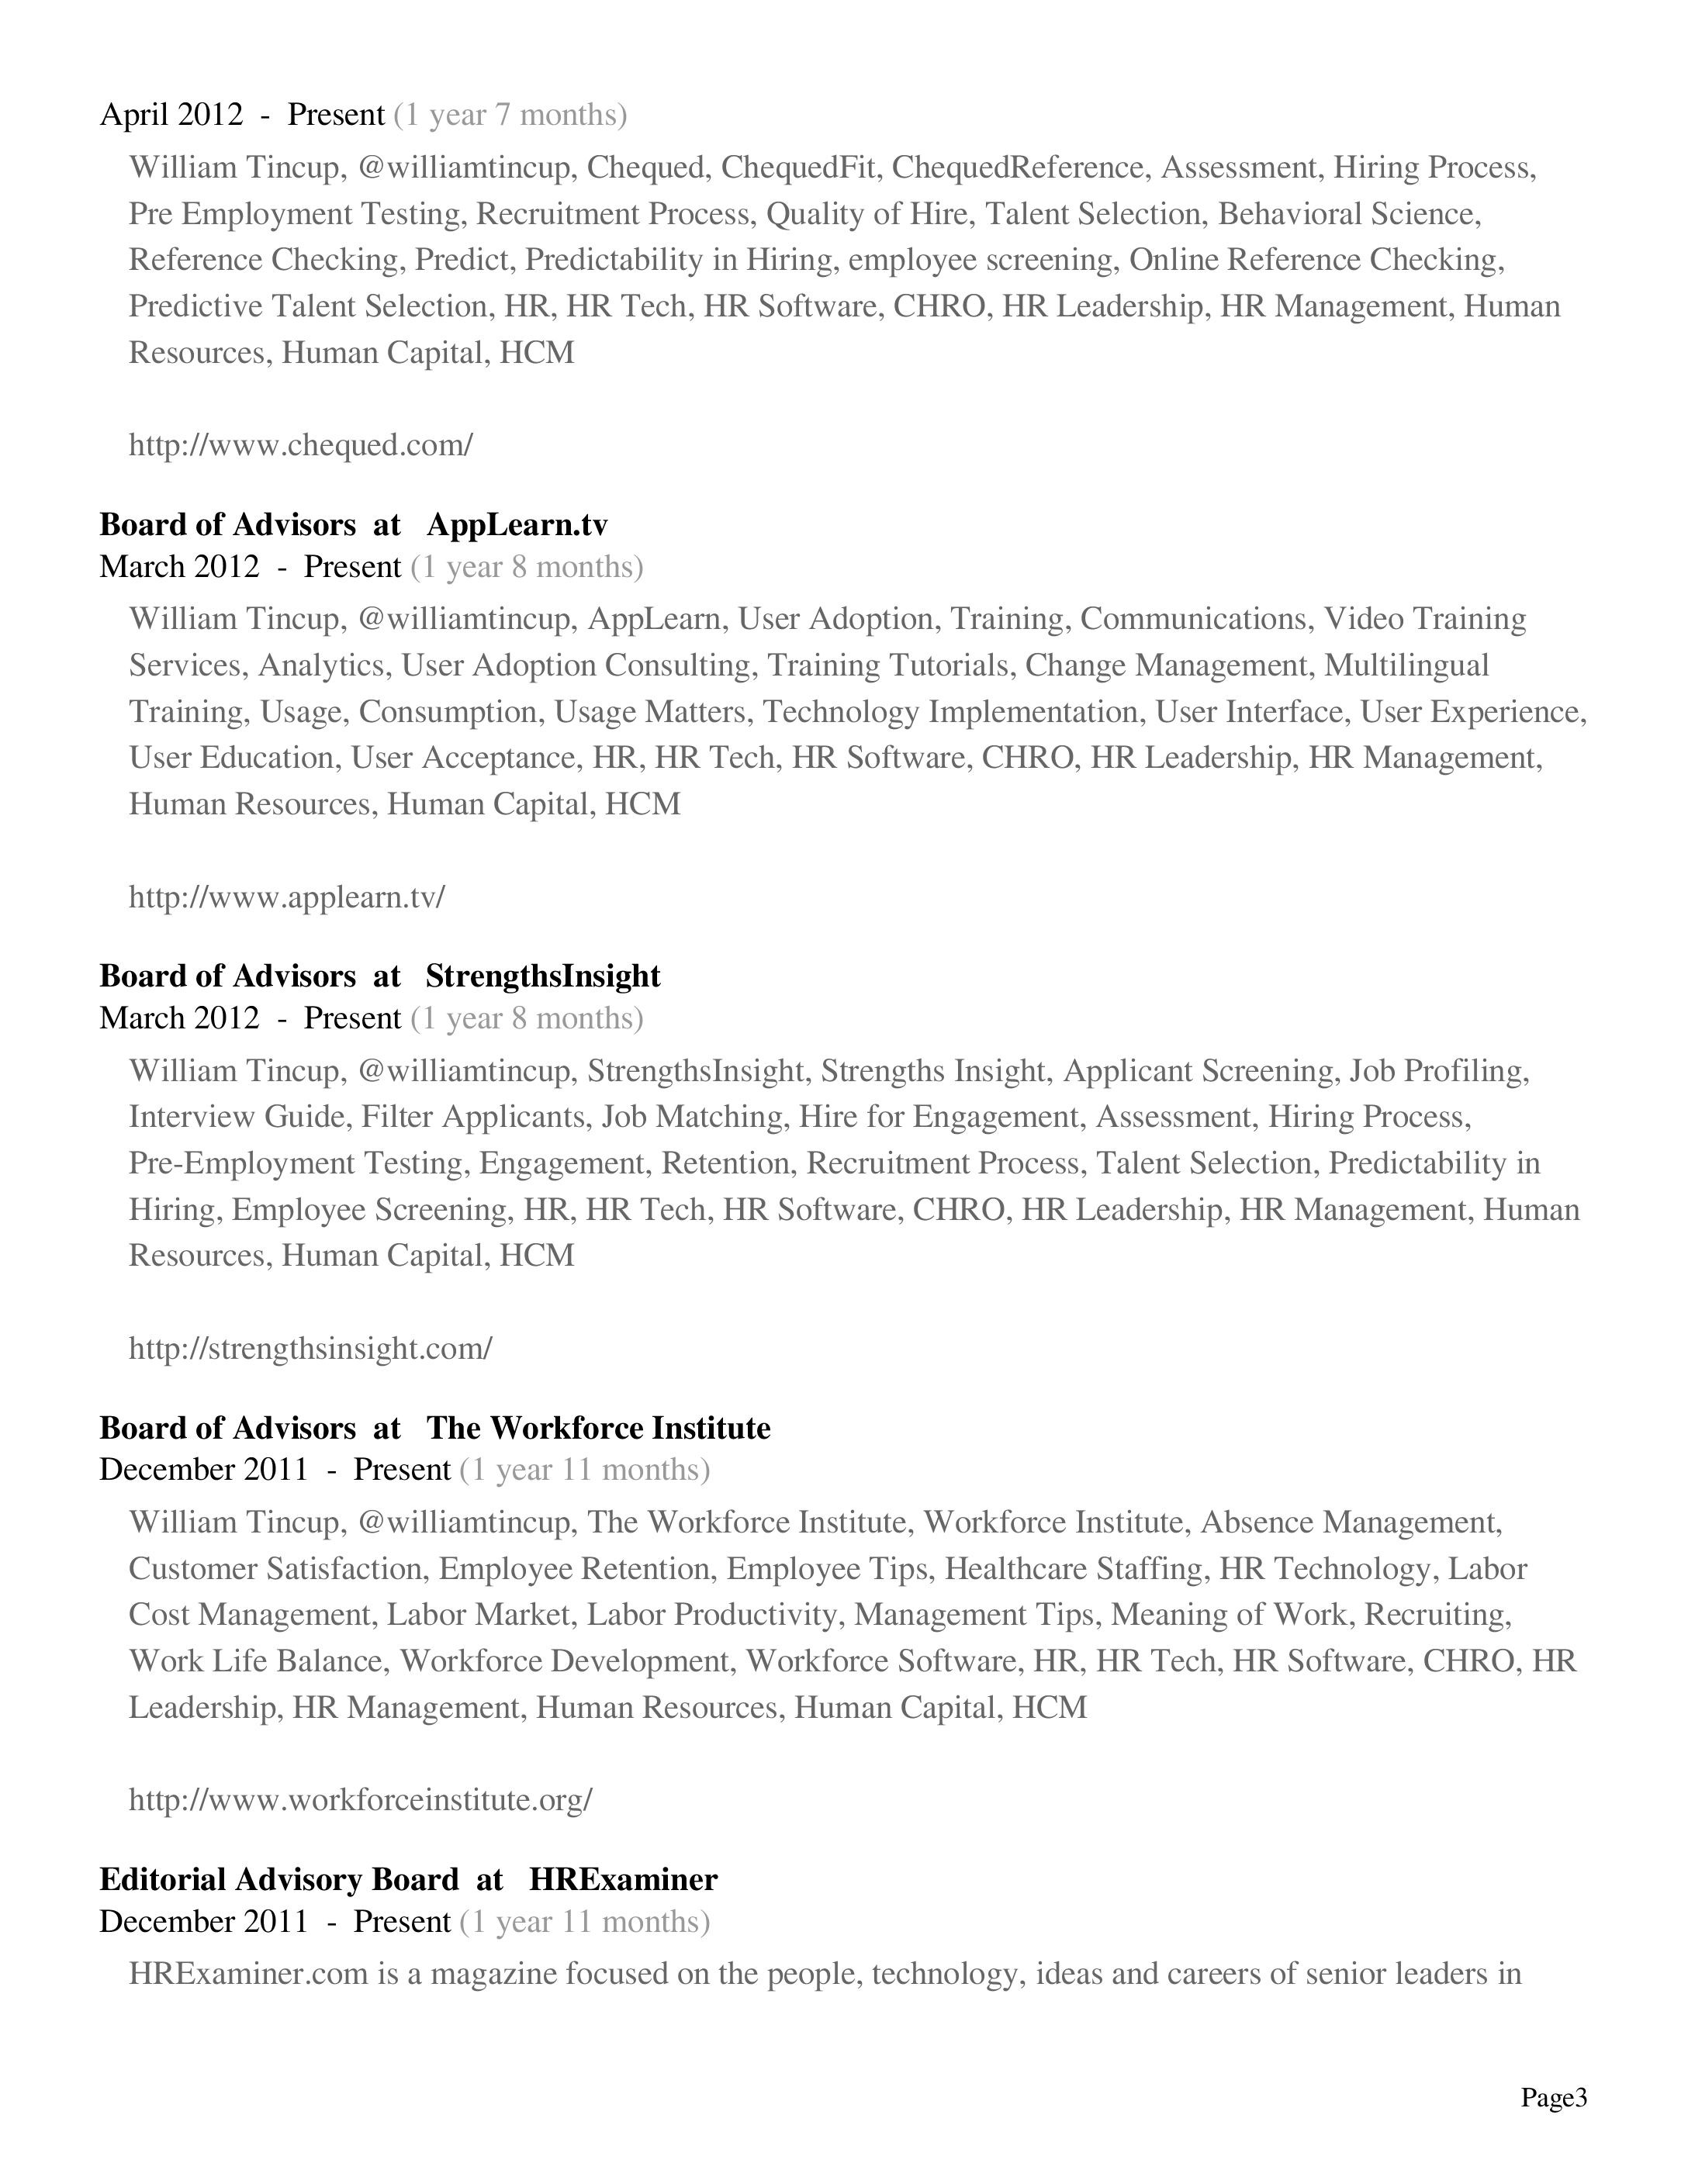 April 2012 - Present (1 year 7 months)
William Tincup, @williamtincup, Chequed, ChequedFit, ChequedReference, Assessment, Hiring Process,
Pre Employment Testing, Recruitment Process, Quality of Hire, Talent Selection, Behavioral Science,
Reference Checking, Predict, Predictability in Hiring, employee screening, Online Reference Checking,
Predictive Talent Selection, HR, HR Tech, HR Software, CHRO, HR Leadership, HR Management, Human
Resources, Human Capital, HCM
http://www.chequed.com/
Board of Advisors at AppLearn.tv
March 2012 - Present (1 year 8 months)
William Tincup, @williamtincup, AppLearn, User Adoption, Training, Communications, Video Training
Services, Analytics, User Adoption Consulting, Training Tutorials, Change Management, Multilingual
Training, Usage, Consumption, Usage Matters, Technology Implementation, User Interface, User Experience,
User Education, User Acceptance, HR, HR Tech, HR Software, CHRO, HR Leadership, HR Management,
Human Resources, Human Capital, HCM
http://www.applearn.tv/
Board of Advisors at StrengthsInsight
March 2012 - Present (1 year 8 months)
William Tincup, @williamtincup, StrengthsInsight, Strengths Insight, Applicant Screening, Job Profiling,
Interview Guide, Filter Applicants, Job Matching, Hire for Engagement, Assessment, Hiring Process,
Pre-Employment Testing, Engagement, Retention, Recruitment Process, Talent Selection, Predictability in
Hiring, Employee Screening, HR, HR Tech, HR Software, CHRO, HR Leadership, HR Management, Human
Resources, Human Capital, HCM
http://strengthsinsight.com/
Board of Advisors at The Workforce Institute
December 2011 - Present (1 year 11 months)
William Tincup, @williamtincup, The Workforce Institute, Workforce Institute, Absence Management,
Customer Satisfaction, Employee Retention, Employee Tips, Healthcare Staffing, HR Technology, Labor
Cost Management, Labor Market, Labor Productivity, Management Tips, Meaning of Work, Recruiting,
Work Life Balance, Workforce Development, Workforce Software, HR, HR Tech, HR Software, CHRO, HR
Leadership, HR Management, Human Resources, Human Capital, HCM
http://www.workforceinstitute.org/
Editorial Advisory Board at HRExaminer
December 2011 - Present (1 year 11 months)
HRExaminer.com is a magazine focused on the people, technology, ideas and careers of senior leaders in
Page3